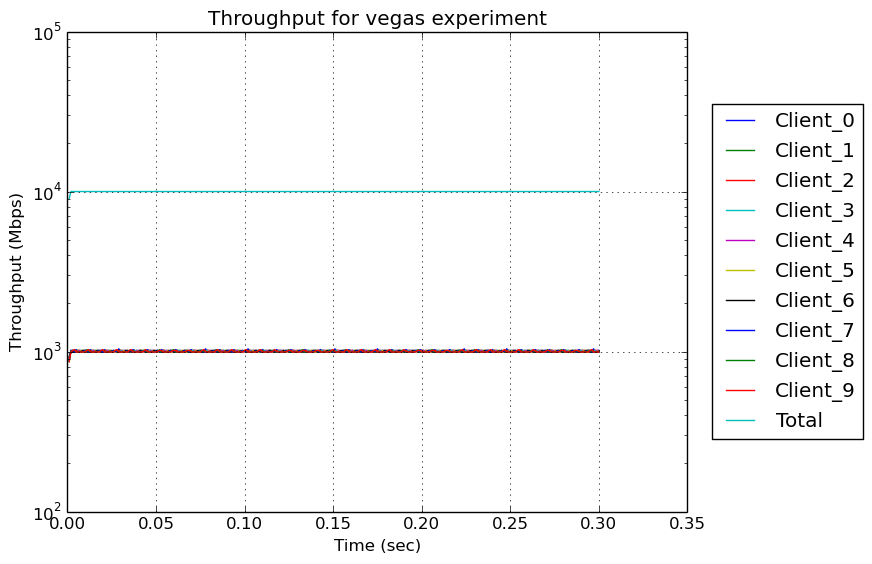 Throughput for vegas experiment
10^5
10^4
10^3
10^2
Throughput (Mbps)
0.00 0.05 0.10 0.15 0.20 0.25 0.30 0.35
Time (sec)
Client_0
Client_1
Client_2
Client_3
Client_4
Client_5
Client_6
Client_7
Client_8
Client_9
Total